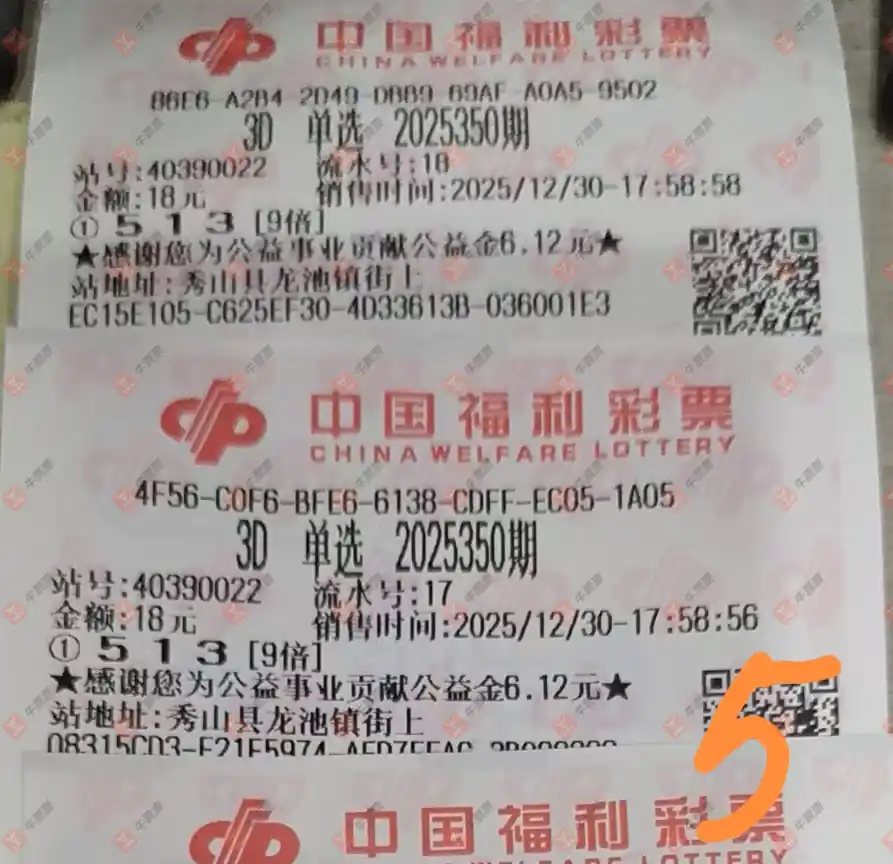 中国福利彩票
CHINA WELFARE LOTTERY
86E6-A2B4-2D49-DBB9-69AF-A0A5-9502
3D 单选 2025350期
站号:40390022 流水号:18
金额:18元 销售时间:2025/12/30-17:58:58
① 5 1 3 [9倍]
★感谢您为公益事业贡献公益金6.12元★
站地址:秀山县龙池镇街上
EC15E105-C625EF30-4D33613B-036001E3
中国福利彩票
CHINA WELFARE LOTTERY
4F56-C0F6-BFE6-6138-CDFF-EC05-1A05
3D 单选 2025350期
站号:40390022 流水号:17
金额:18元 销售时间:2025/12/30-17:58:56
① 5 1 3 [9倍]
★感谢您为公益事业贡献公益金6.12元★
站地址:秀山县龙池镇街上
5
中国福利彩票
WELFARE LOTTERY